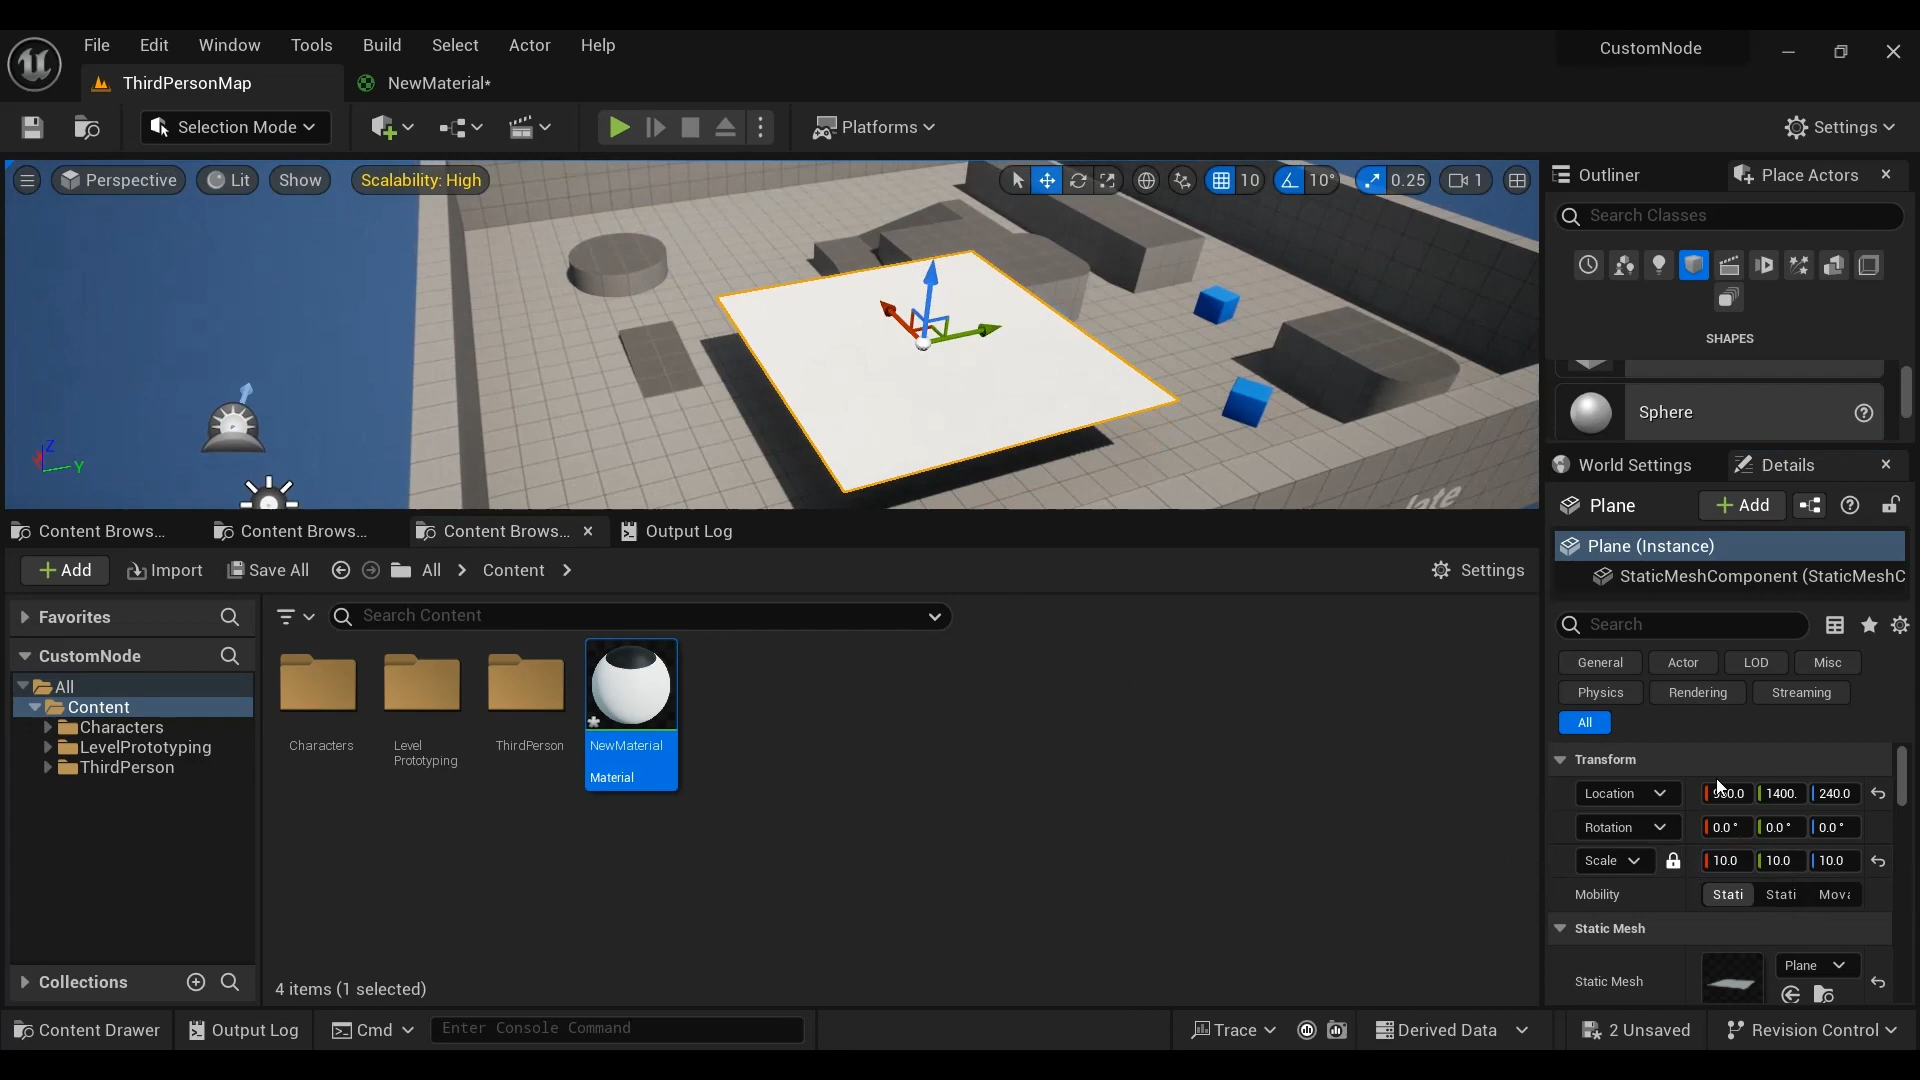 File Edit Window Tools Build Select Actor Help
CustomNode
ThirdPersonMap
NewMaterial*
Selection Mode
Platforms
Settings
Perspective
Lit
Show
Scalability: High
10
10°
0.25
1
Outliner
Place Actors
Search Classes
SHAPES
Sphere
World Settings
Details
Plane
Add
Plane (Instance)
StaticMeshComponent (StaticMeshC
Search
General
Actor
LOD
Misc
Physics
Rendering
Streaming
All
Transform
Location
1400.
240.0
Rotation
0.0°
0.0°
0.0°
Scale
10.0
10.0
10.0
Mobility
Stati
Stati
Mova
Static Mesh
Static Mesh
Plane
Content Brows...
Content Brows...
Content Brows...
Output Log
Add
Import
Save All
All
Content
Settings
Favorites
CustomNode
All
Content
Characters
LevelPrototyping
ThirdPerson
Collections
Search Content
Characters
Level
Prototyping
ThirdPerson
NewMaterial
Material
4 items (1 selected)
Content Drawer
Output Log
Cmd
Enter Console Command
Trace
Derived Data
2 Unsaved
Revision Control
Z
Y